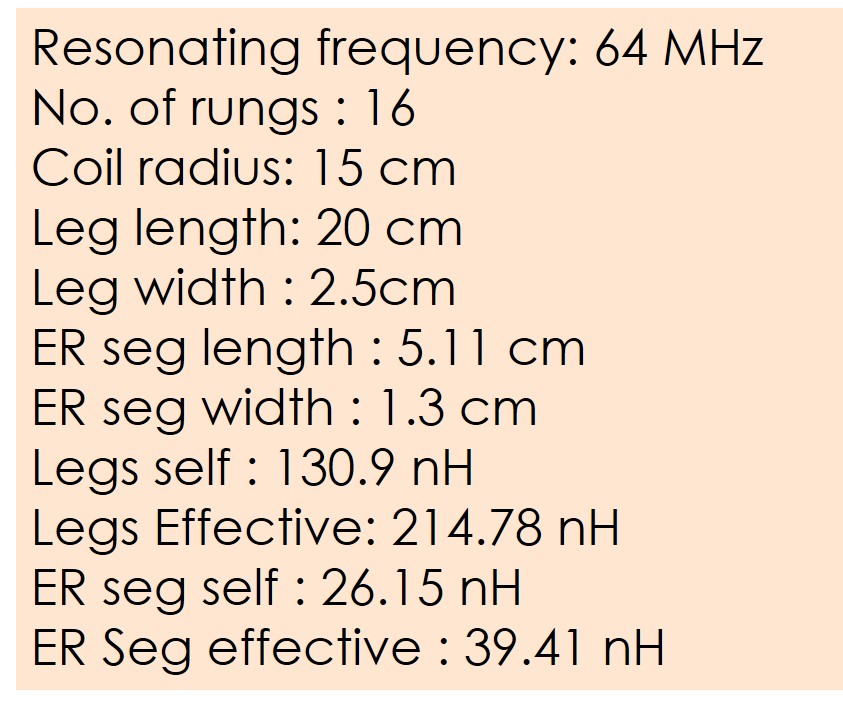 Resonating frequency: 64 MHz
No. of rungs : 16
Coil radius: 15 cm
Leg length: 20 cm
Leg width : 2.5cm
ER seg length : 5.11 cm
ER seg width : 1.3 cm
Legs self : 130.9 nH
Legs Effective: 214.78 nH
ER seg self : 26.15 nH
ER Seg effective : 39.41 nH